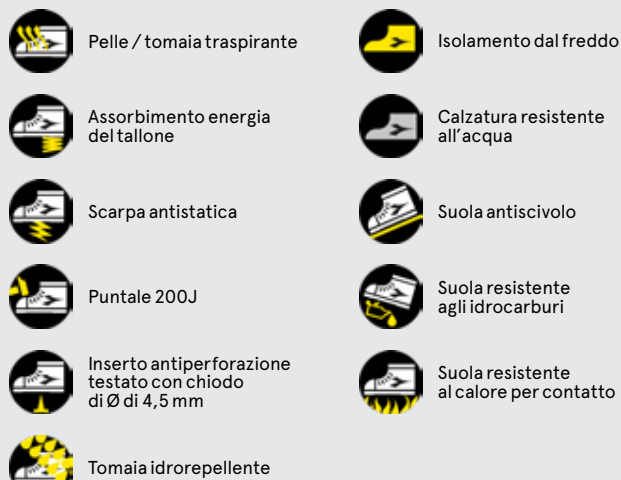 Pelle / tomaia traspirante
Assorbimento energia
del tallone
Scarpa antistatica
Puntale 200J
Inserto antiperforazione
testato con chiodo
di Ø di 4,5 mm
Tomaia idrorepellente
Isolamento dal freddo
Calzatura resistente
all’acqua
Suola antiscivolo
Suola resistente
agli idrocarburi
Suola resistente
al calore per contatto